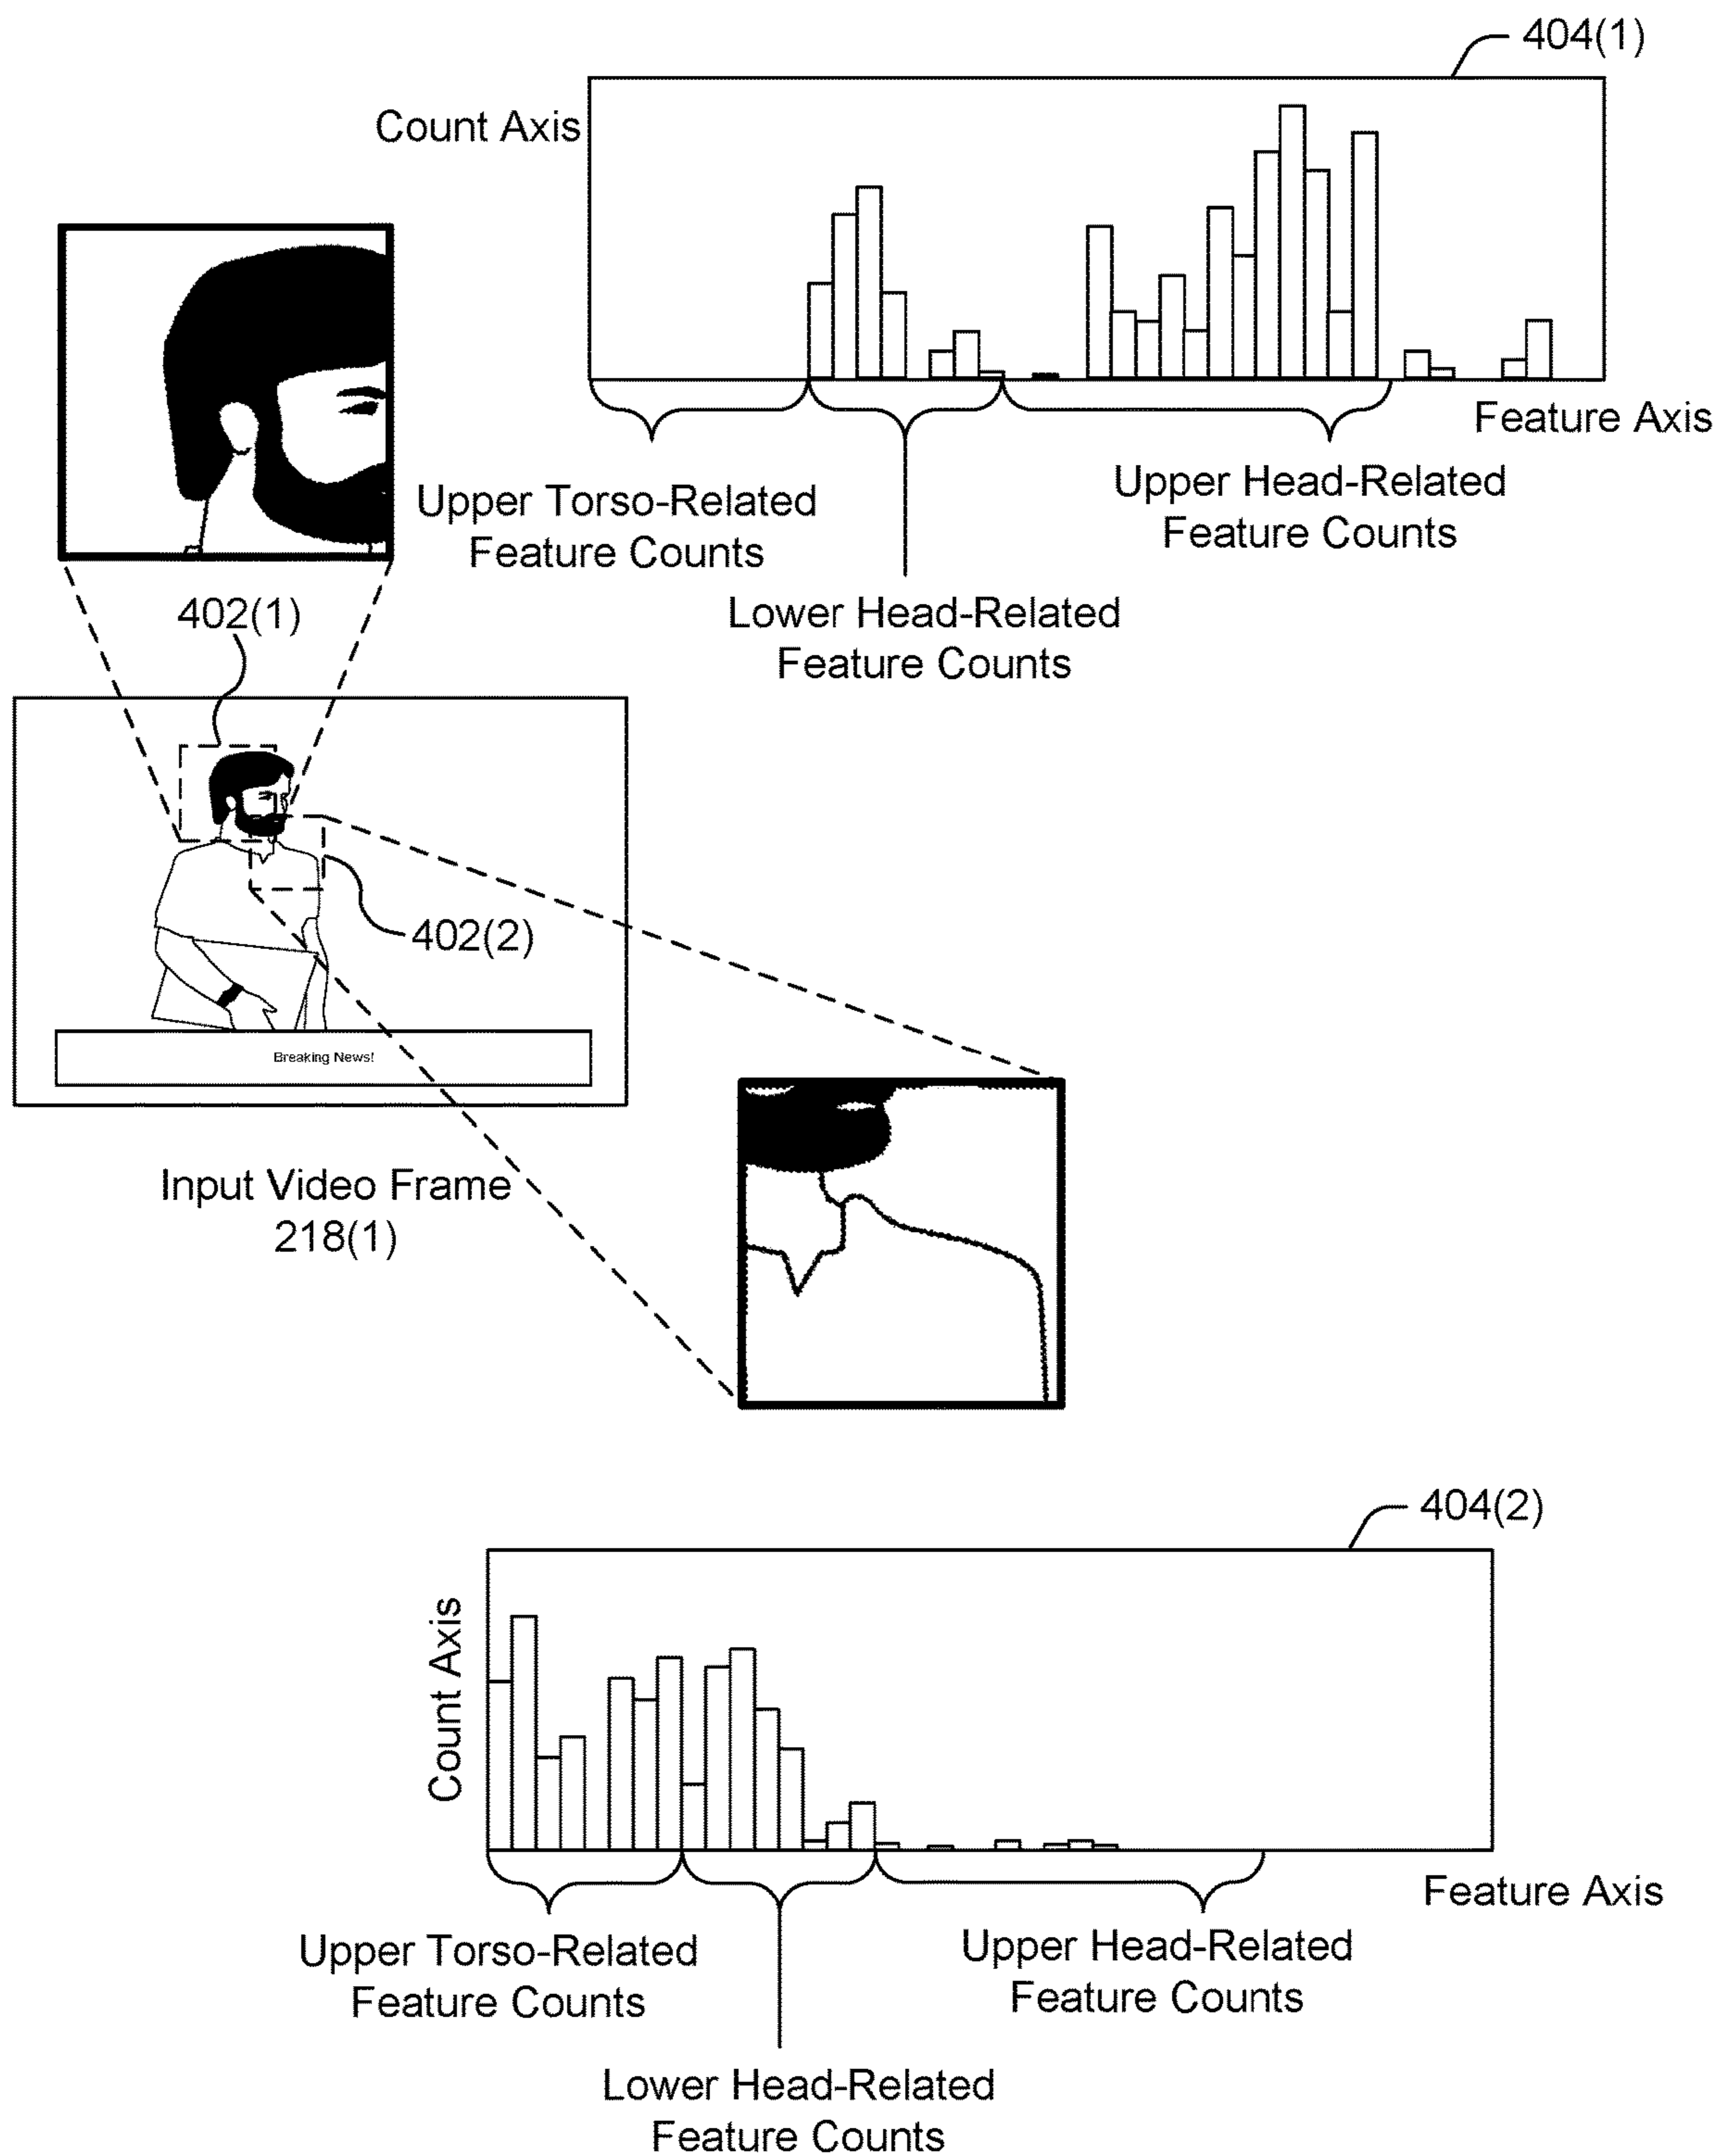 404(1)
Count Axis
Feature Axis
Upper Torso-Related
Feature Counts
Upper Head-Related
Feature Counts
Lower Head-Related
Feature Counts
402(1)
402(2)
Breaking News!
Input Video Frame
218(1)
404(2)
Count Axis
Feature Axis
Upper Torso-Related
Feature Counts
Upper Head-Related
Feature Counts
Lower Head-Related
Feature Counts